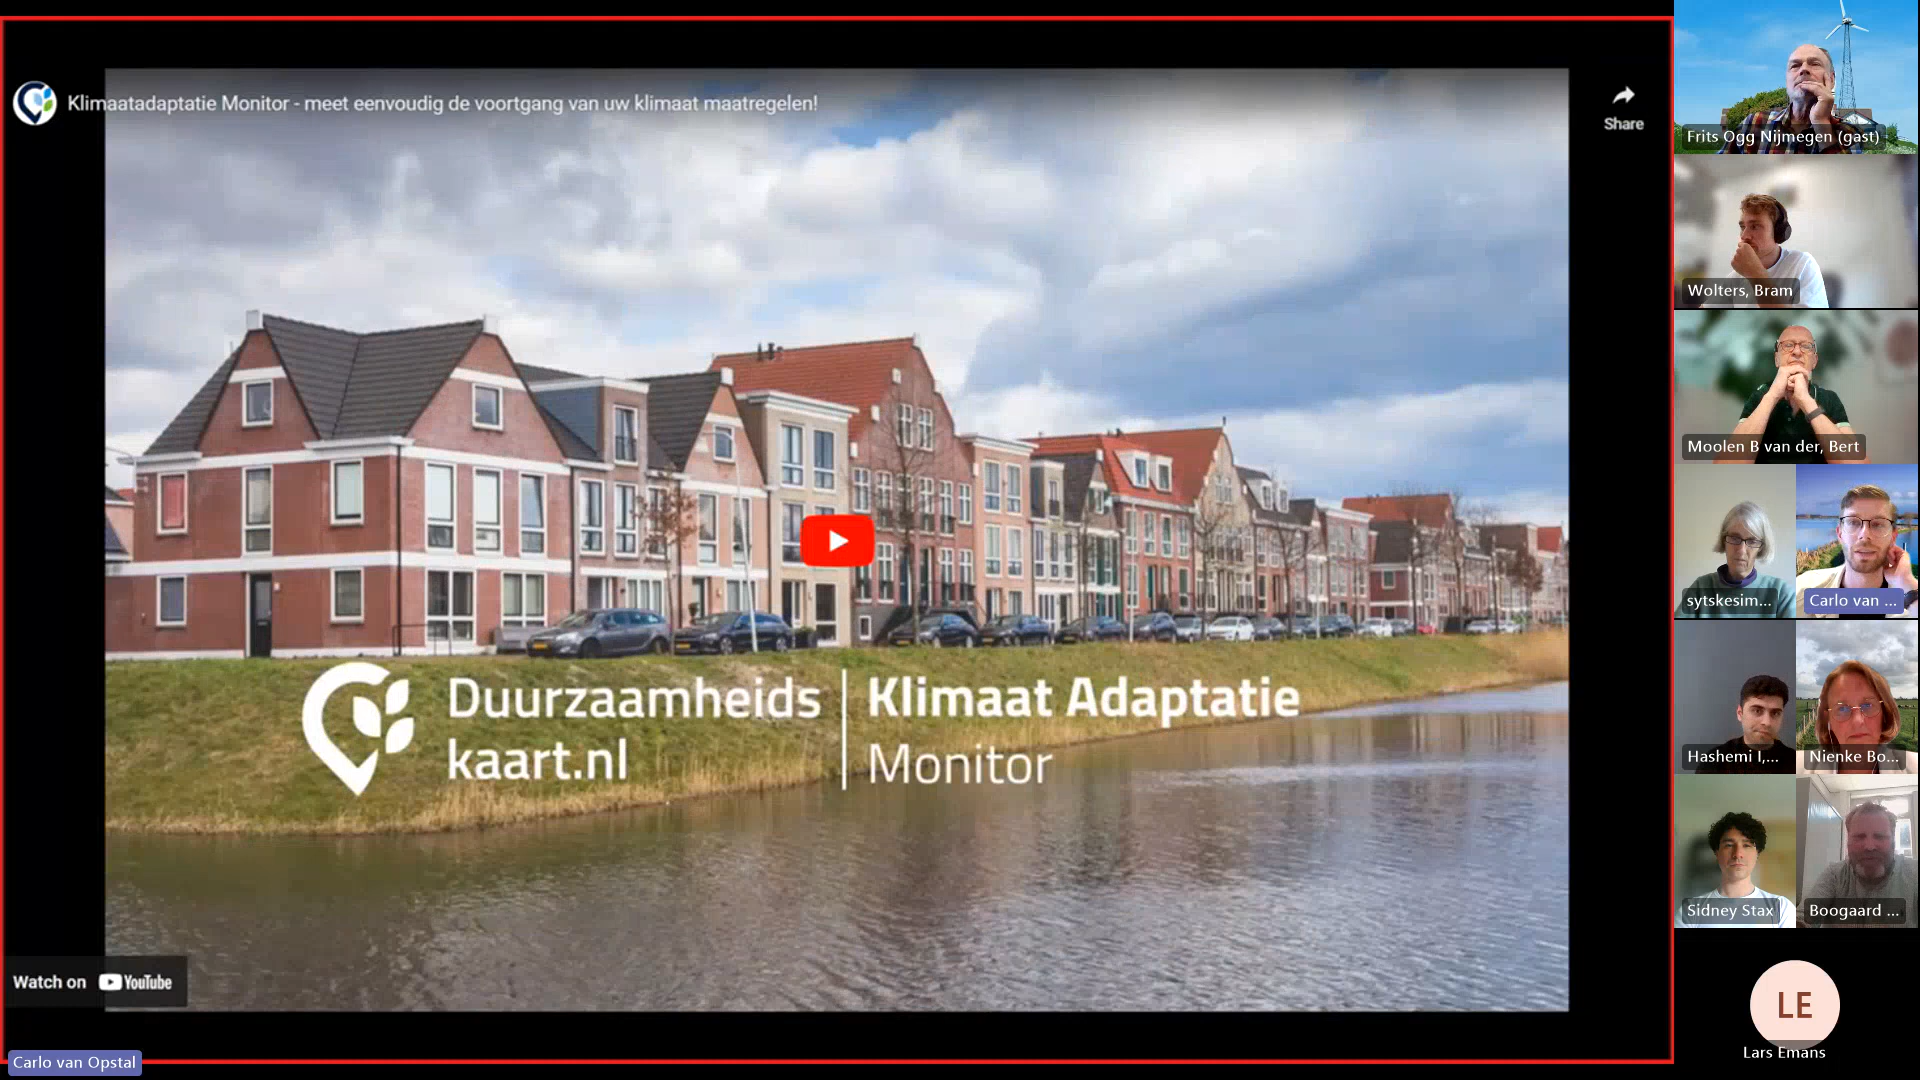 Klimaatadaptatie Monitor - meet eenvoudig de voortgang van uw klimaat maatregelen!
Share
Duurzaamheids
kaart.nl
Klimaat Adaptatie
Monitor
Watch on YouTube
Carlo van Opstal
Frits Ogg Nijmegen (gast)
Wolters, Bram
Moolen B van der, Bert
sytskesim...
Carlo van ...
Hashemi I,...
Nienke Bo...
Sidney Stax
Boogaard ...
LE
Lars Emans